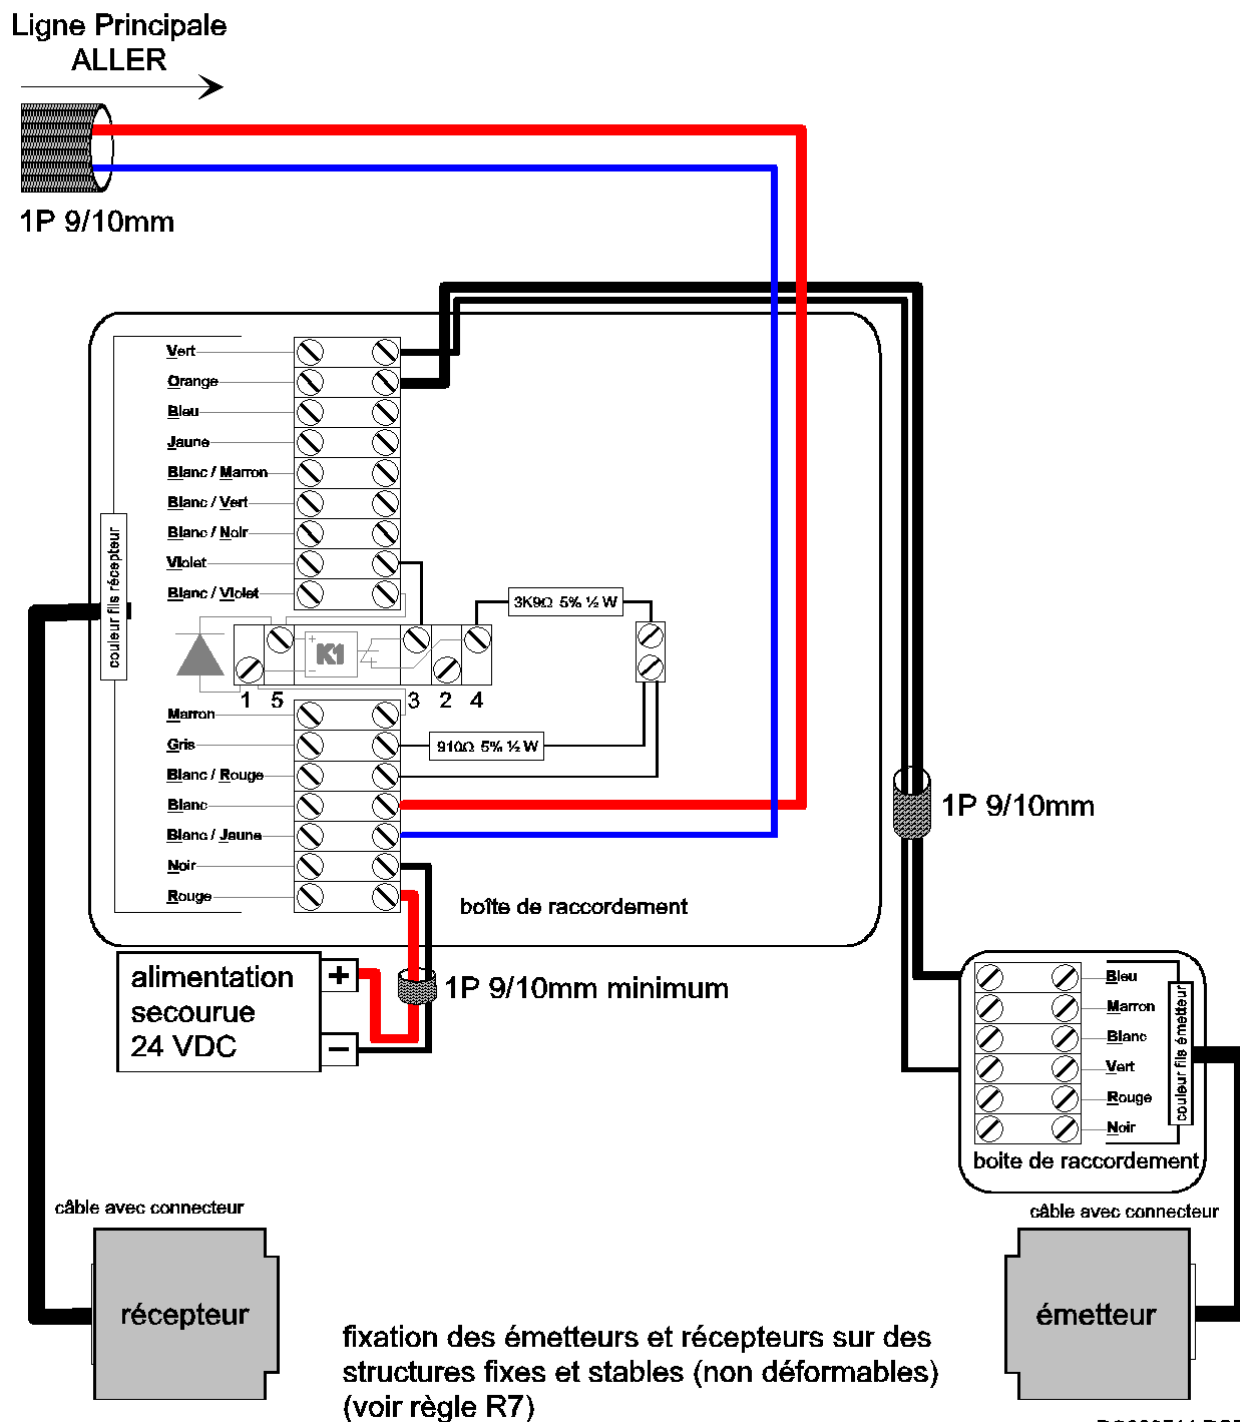 Ligne Principale
ALLER
1P 9/10mm
Vert
Orange
Bleu
Jaune
Blanc / Marron
Blanc / Vert
Blanc / Noir
Violet
Blanc / Violet
couleur fils récepteur
3K9Ω 5% ½ W
+
K1
−
1 5 3 2 4
Marron
Gris
910Ω 5% ½ W
Blanc / Rouge
Blanc
Blanc / Jaune
Noir
Rouge
1P 9/10mm
boîte de raccordement
alimentation
secourue
24 VDC
+
−
1P 9/10mm minimum
Bleu
Marron
Blanc
Vert
Rouge
Noir
couleur fils émetteur
boite de raccordement
câble avec connecteur
récepteur
câble avec connecteur
émetteur
fixation des émetteurs et récepteurs sur des
structures fixes et stables (non déformables)
(voir règle R7)